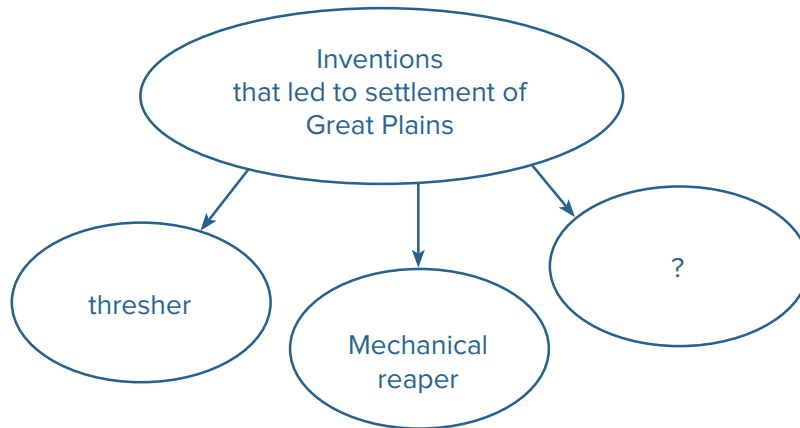 Inventions
that led to settlement of
Great Plains
thresher
Mechanical
reaper
?